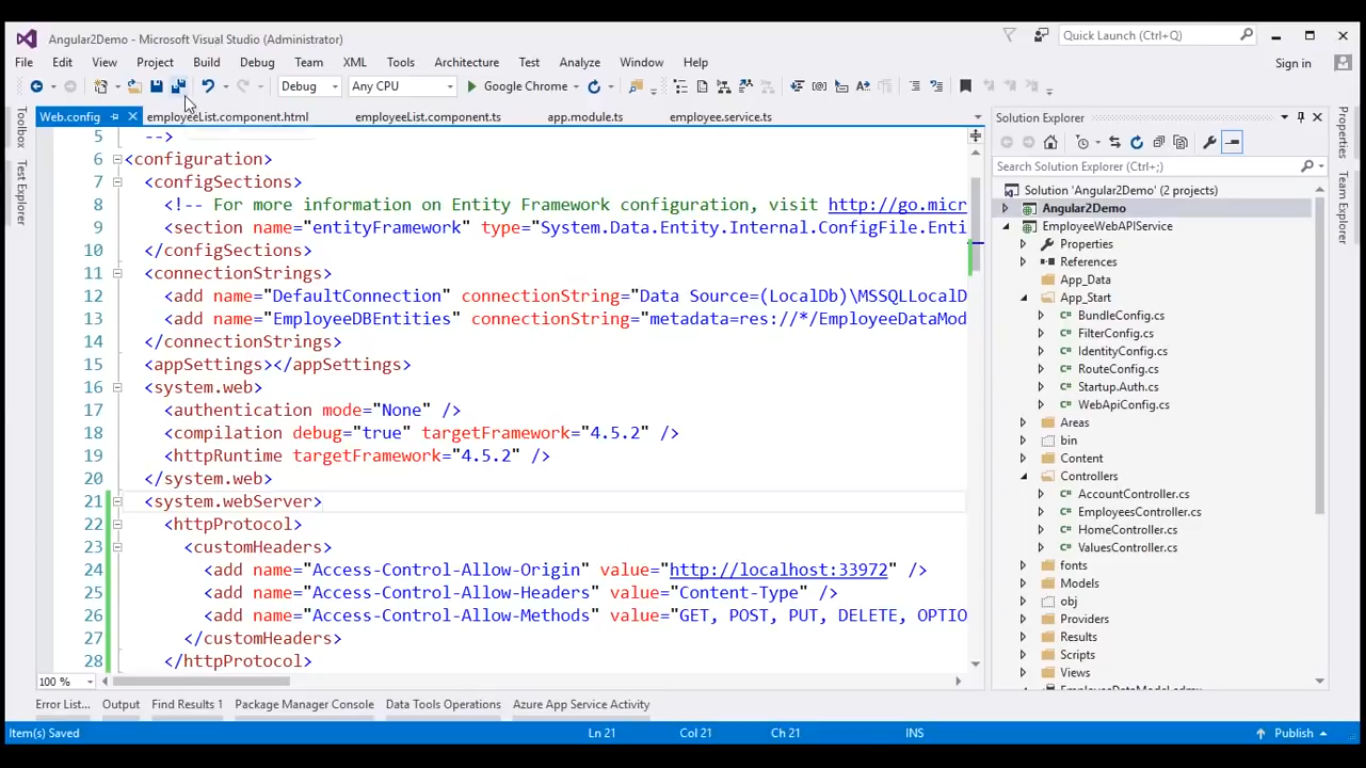 Angular2Demo - Microsoft Visual Studio (Administrator)
Quick Launch (Ctrl+Q)
File Edit View Project Build Debug Team XML Tools Architecture Test Analyze Window Help
Sign in
Debug Any CPU Google Chrome
Web.config employeeList.component.html employeeList.component.ts app.module.ts employee.service.ts
Toolbox
Test Explorer
5 -->
6 <configuration>
7 <configSections>
8 <!-- For more information on Entity Framework configuration, visit http://go.micr
9 <section name="entityFramework" type="System.Data.Entity.Internal.ConfigFile.Enti
10 </configSections>
11 <connectionStrings>
12 <add name="DefaultConnection" connectionString="Data Source=(LocalDb)\MSSQLLocalD
13 <add name="EmployeeDBEntities" connectionString="metadata=res://*/EmployeeDataMod
14 </connectionStrings>
15 <appSettings></appSettings>
16 <system.web>
17 <authentication mode="None" />
18 <compilation debug="true" targetFramework="4.5.2" />
19 <httpRuntime targetFramework="4.5.2" />
20 </system.web>
21 <system.webServer>
22 <httpProtocol>
23 <customHeaders>
24 <add name="Access-Control-Allow-Origin" value="http://localhost:33972" />
25 <add name="Access-Control-Allow-Headers" value="Content-Type" />
26 <add name="Access-Control-Allow-Methods" value="GET, POST, PUT, DELETE, OPTIO
27 </customHeaders>
28 </httpProtocol>
100 %
Solution Explorer
Search Solution Explorer (Ctrl+;)
Solution 'Angular2Demo' (2 projects)
Angular2Demo
EmployeeWebAPIService
Properties
References
App_Data
App_Start
BundleConfig.cs
FilterConfig.cs
IdentityConfig.cs
RouteConfig.cs
Startup.Auth.cs
WebApiConfig.cs
Areas
bin
Content
Controllers
AccountController.cs
EmployeesController.cs
HomeController.cs
ValuesController.cs
fonts
Models
obj
Providers
Results
Scripts
Views
EmployeeDataModel.edmx
Properties
Team Explorer
Error List... Output Find Results 1 Package Manager Console Data Tools Operations Azure App Service Activity
Item(s) Saved Ln 21 Col 21 Ch 21 INS Publish